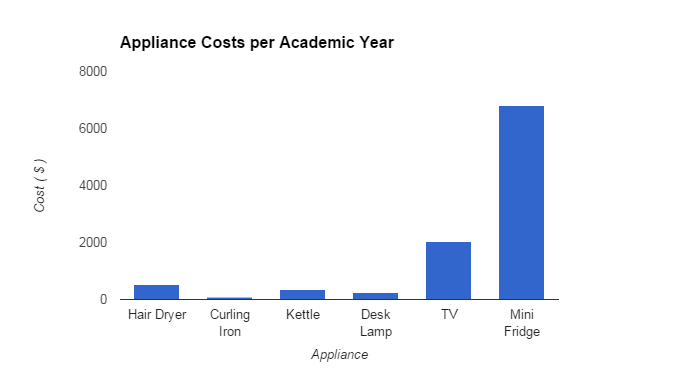 Appliance Costs per Academic Year
8000
6000
4000
2000
0
Cost ( $ )
Hair Dryer
Curling
Iron
Kettle
Desk
Lamp
TV
Mini
Fridge
Appliance